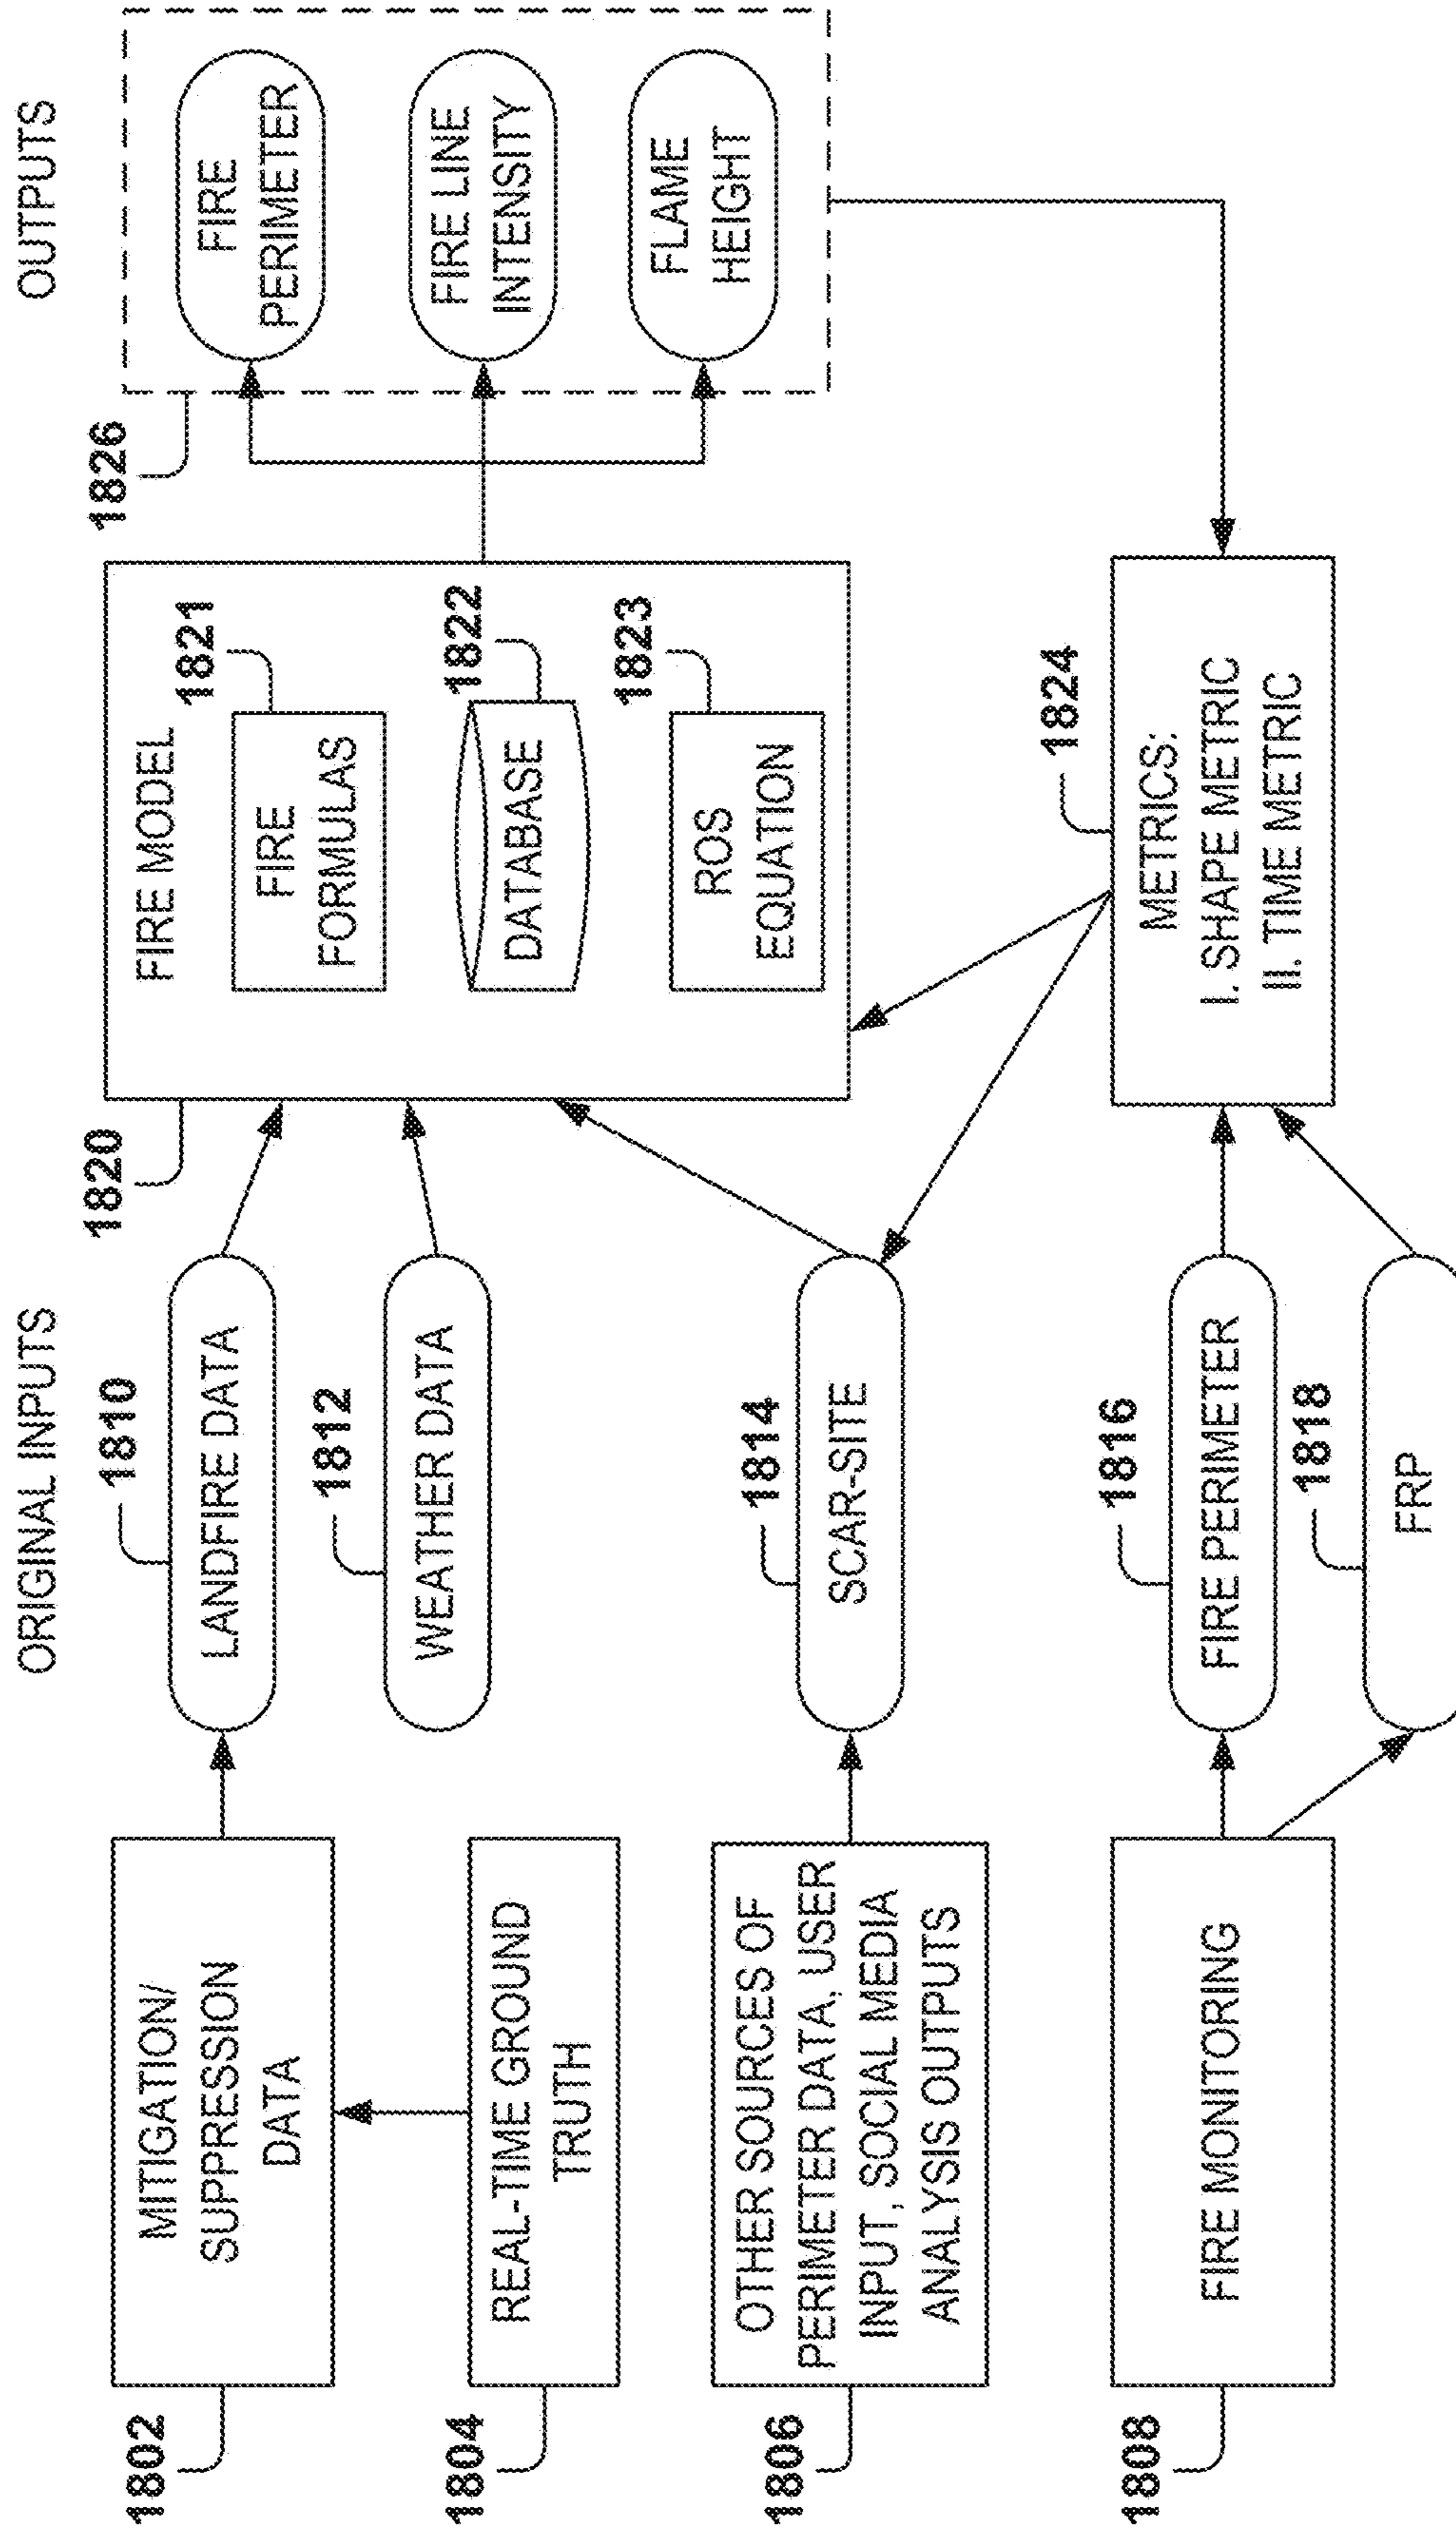 ORIGINAL INPUTS
OUTPUTS
1802
MITIGATION/
SUPPRESSION
DATA
1804
REAL-TIME GROUND
TRUTH
1806
OTHER SOURCES OF
PERIMETER DATA, USER
INPUT, SOCIAL MEDIA
ANALYSIS OUTPUTS
1808
FIRE MONITORING
1810
LANDFIRE DATA
1812
WEATHER DATA
1814
SCAR-SITE
1816
FIRE PERIMETER
1818
FRP
1820
FIRE MODEL
1821
FIRE
FORMULAS
1822
DATABASE
1823
ROS
EQUATION
1824
METRICS:
I. SHAPE METRIC
III. TIME METRIC
1826
FIRE
PERIMETER
FIRE LINE
INTENSITY
FLAME
HEIGHT